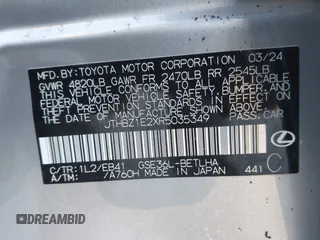 MFD. BY: TOYOTA MOTOR CORPORATION 03/24
GVWR 4820LB GAWR FR 2470LB RR 2545LB
THIS VEHICLE CONFORMS TO ALL APPLICABLE
FEDERAL MOTOR VEHICLE SAFETY, BUMPER, AND
THEFT PREVENTION STANDARDS IN EFFECT ON
THE DATE OF MANUFACTURE SHOWN ABOVE.
JTHBZ1E2XR5035349 PASS. CAR
C/TR: 1L2/EB41 GSE36L-BETLHA
A/TM: /A760H MADE IN JAPAN 441 C
DREAMBID.COM